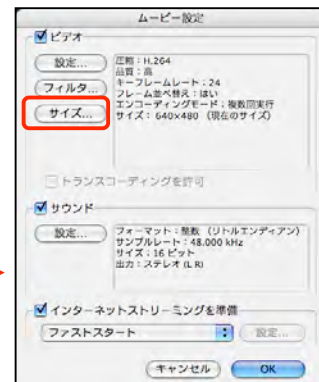 ムービー設定
ビデオ
設定...
圧縮：H.264
品質：高
キーフレームレート：24
フィルタ...
フレーム並べ替え：はい
エンコーディングモード：複数回実行
サイズ...
サイズ：640×480 （現在のサイズ）
トランスコーディングを許可
サウンド
設定...
フォーマット：整数 （リトルエンディアン）
サンプルレート：48.000 kHz
サイズ：16 ビット
出力：ステレオ (L R)
インターネットストリーミングを準備
ファストスタート
設定...
キャンセル
OK